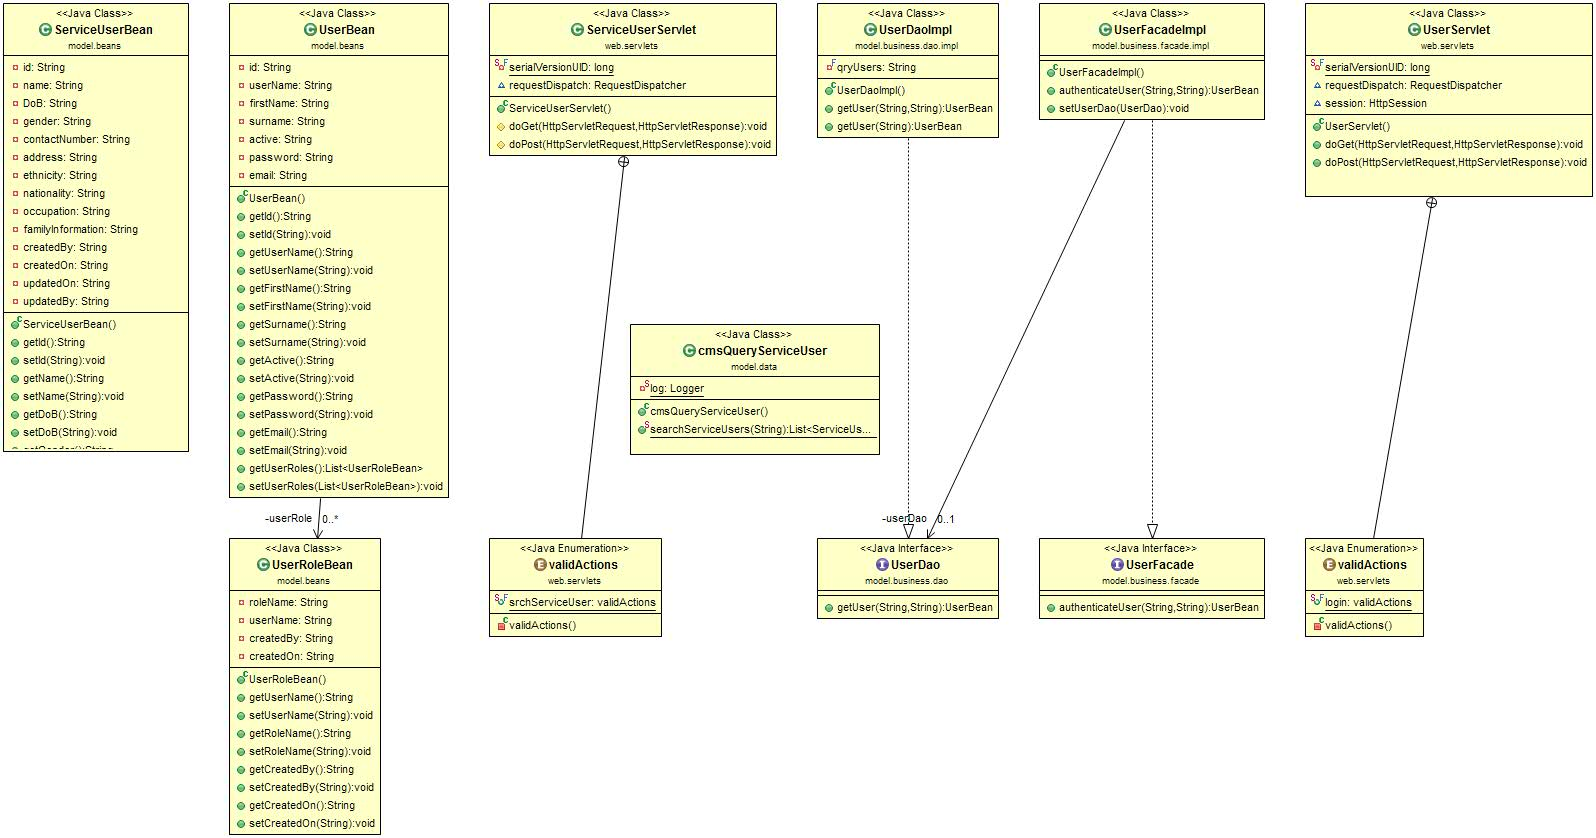 <<Java Class>>
ServiceUserBean
model.beans
id: String
name: String
DoB: String
gender: String
contactNumber: String
address: String
ethnicity: String
nationality: String
occupation: String
familyInformation: String
createdBy: String
createdOn: String
updatedOn: String
updatedBy: String
ServiceUserBean()
getId():String
setId(String):void
getName():String
setName(String):void
getDoB():String
setDoB(String):void
<<Java Class>>
UserBean
model.beans
id: String
userName: String
firstName: String
surname: String
active: String
password: String
email: String
UserBean()
getId():String
setId(String):void
getUserName():String
setUserName(String):void
getFirstName():String
setFirstName(String):void
getSurname():String
setSurname(String):void
getActive():String
setActive(String):void
getPassword():String
setPassword(String):void
getEmail():String
setEmail(String):void
getUserRoles():List<UserRoleBean>
setUserRoles(List<UserRoleBean>):void
-userRole 0..*
<<Java Class>>
UserRoleBean
model.beans
roleName: String
userName: String
createdBy: String
createdOn: String
UserRoleBean()
getUserName():String
setUserName(String):void
getRoleName():String
setRoleName(String):void
getCreatedBy():String
setCreatedBy(String):void
getCreatedOn():String
setCreatedOn(String):void
<<Java Class>>
ServiceUserServlet
web.servlets
serialVersionUID: long
requestDispatch: RequestDispatcher
ServiceUserServlet()
doGet(HttpServletRequest,HttpServletResponse):void
doPost(HttpServletRequest,HttpServletResponse):void
<<Java Enumeration>>
validActions
web.servlets
srchServiceUser: validActions
validActions()
<<Java Class>>
cmsQueryServiceUser
model.data
log: Logger
cmsQueryServiceUser()
searchServiceUsers(String):List<ServiceUs...
<<Java Class>>
UserDaoImpl
model.business.dao.impl
qryUsers: String
UserDaoImpl()
getUser(String,String):UserBean
getUser(String):UserBean
-userDao 0..1
<<Java Interface>>
UserDao
model.business.dao
getUser(String,String):UserBean
<<Java Class>>
UserFacadeImpl
model.business.facade.impl
UserFacadeImpl()
authenticateUser(String,String):UserBean
setUserDao(UserDao):void
<<Java Interface>>
UserFacade
model.business.facade
authenticateUser(String,String):UserBean
<<Java Class>>
UserServlet
web.servlets
serialVersionUID: long
requestDispatch: RequestDispatcher
session: HttpSession
UserServlet()
doGet(HttpServletRequest,HttpServletResponse):void
doPost(HttpServletRequest,HttpServletResponse):void
<<Java Enumeration>>
validActions
web.servlets
login: validActions
validActions()